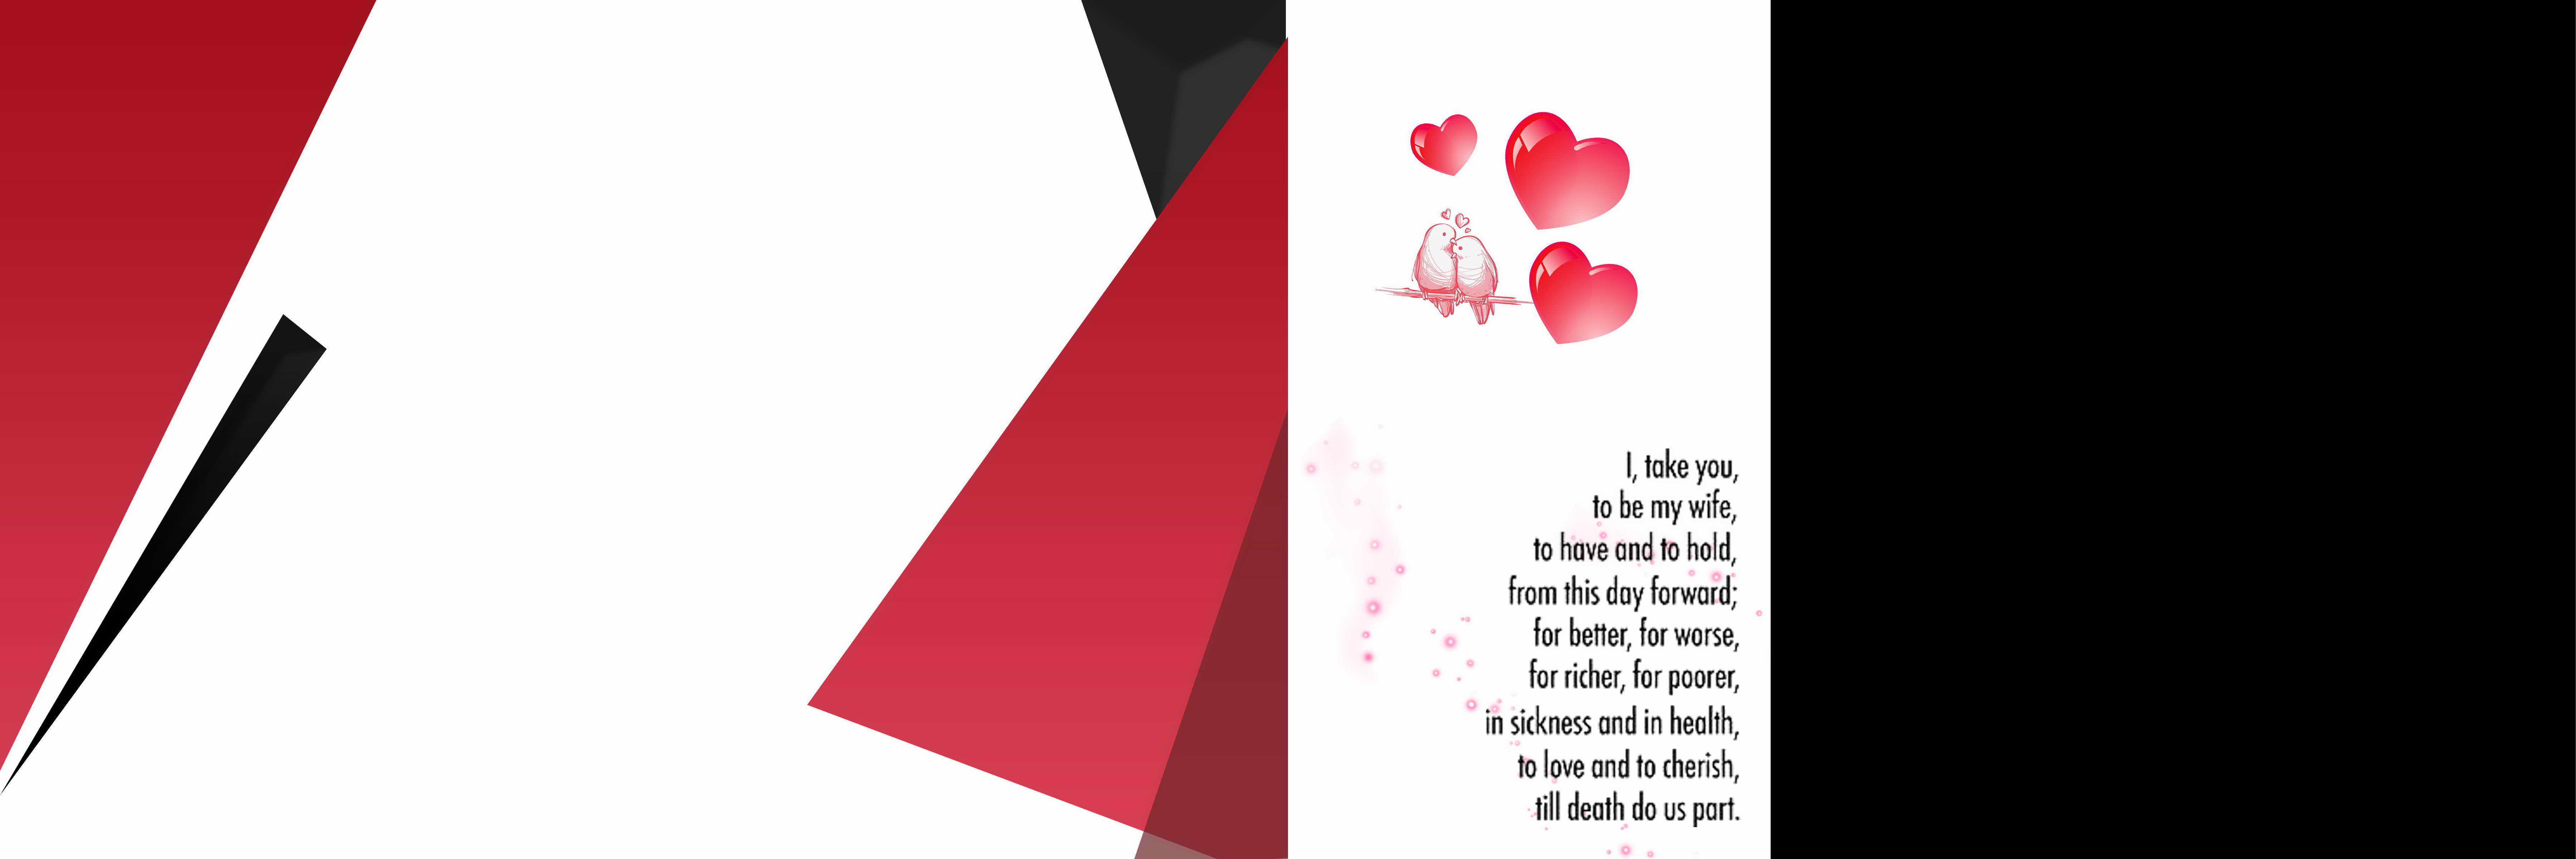 I, take you,
to be my wife,
to have and to hold,
from this day forward;
for better, for worse,
for richer, for poorer,
in sickness and in health,
to love and to cherish,
till death do us part.